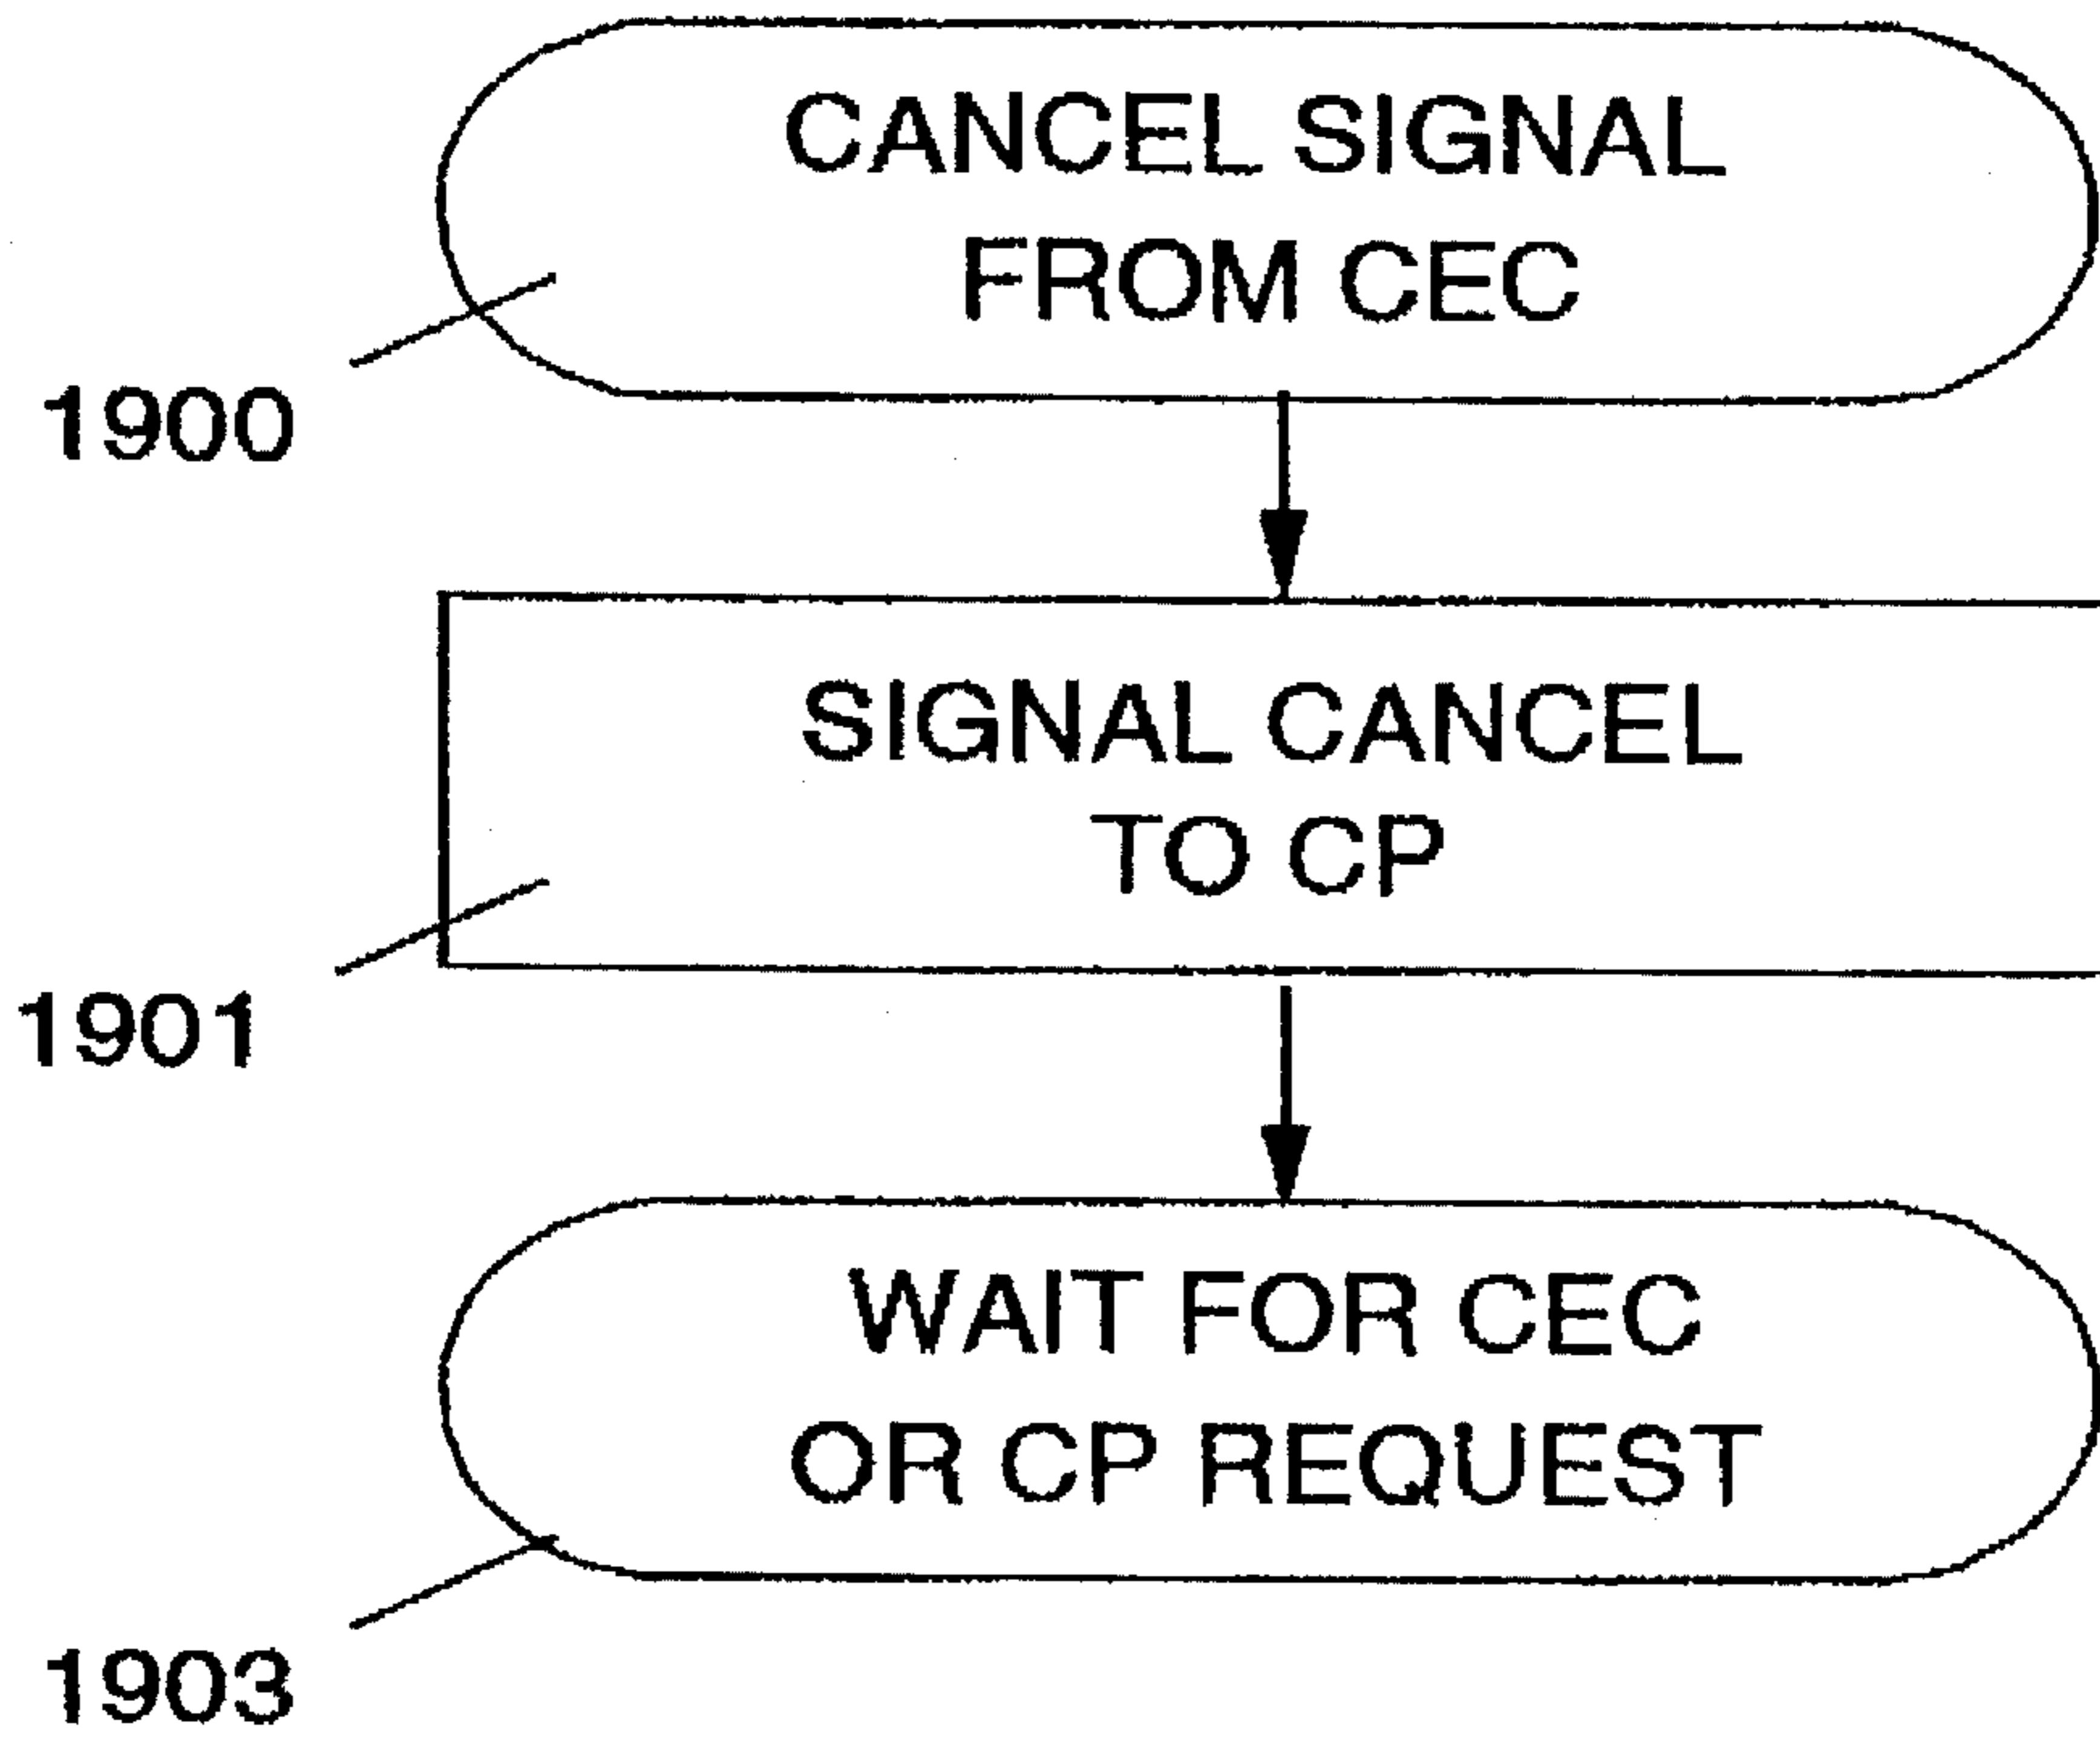 CANCEL SIGNAL
FROM CEC
1900
SIGNAL CANCEL
TO CP
1901
WAIT FOR CEC
OR CP REQUEST
1903